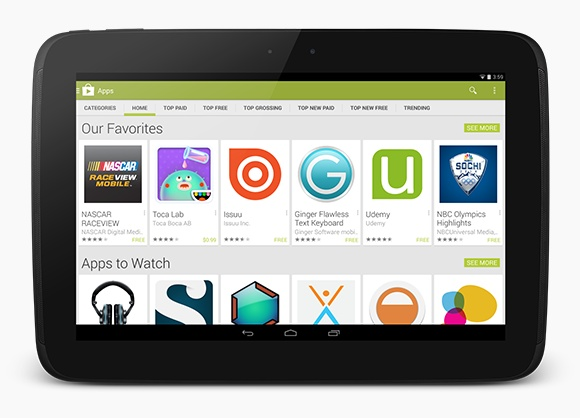 3:59
Apps
CATEGORIES HOME TOP PAID TOP FREE TOP GROSSING TOP NEW PAID TOP NEW FREE TRENDING
Our Favorites SEE MORE
NASCAR
RACEVIEW
MOBILE.
G
u
NBC
SOCHI
NASCAR RACEVIEW Toca Lab Issuu Ginger Flawless Text Keyboard Udemy NBC Olympics Highlights
NASCAR Digital Medi.. Toca Boca AB Issuu Inc. Ginger Software mobi.. Udemy NBCUniversal Media,..
FREE $0.99 FREE FREE FREE FREE
Apps to Watch SEE MORE
S